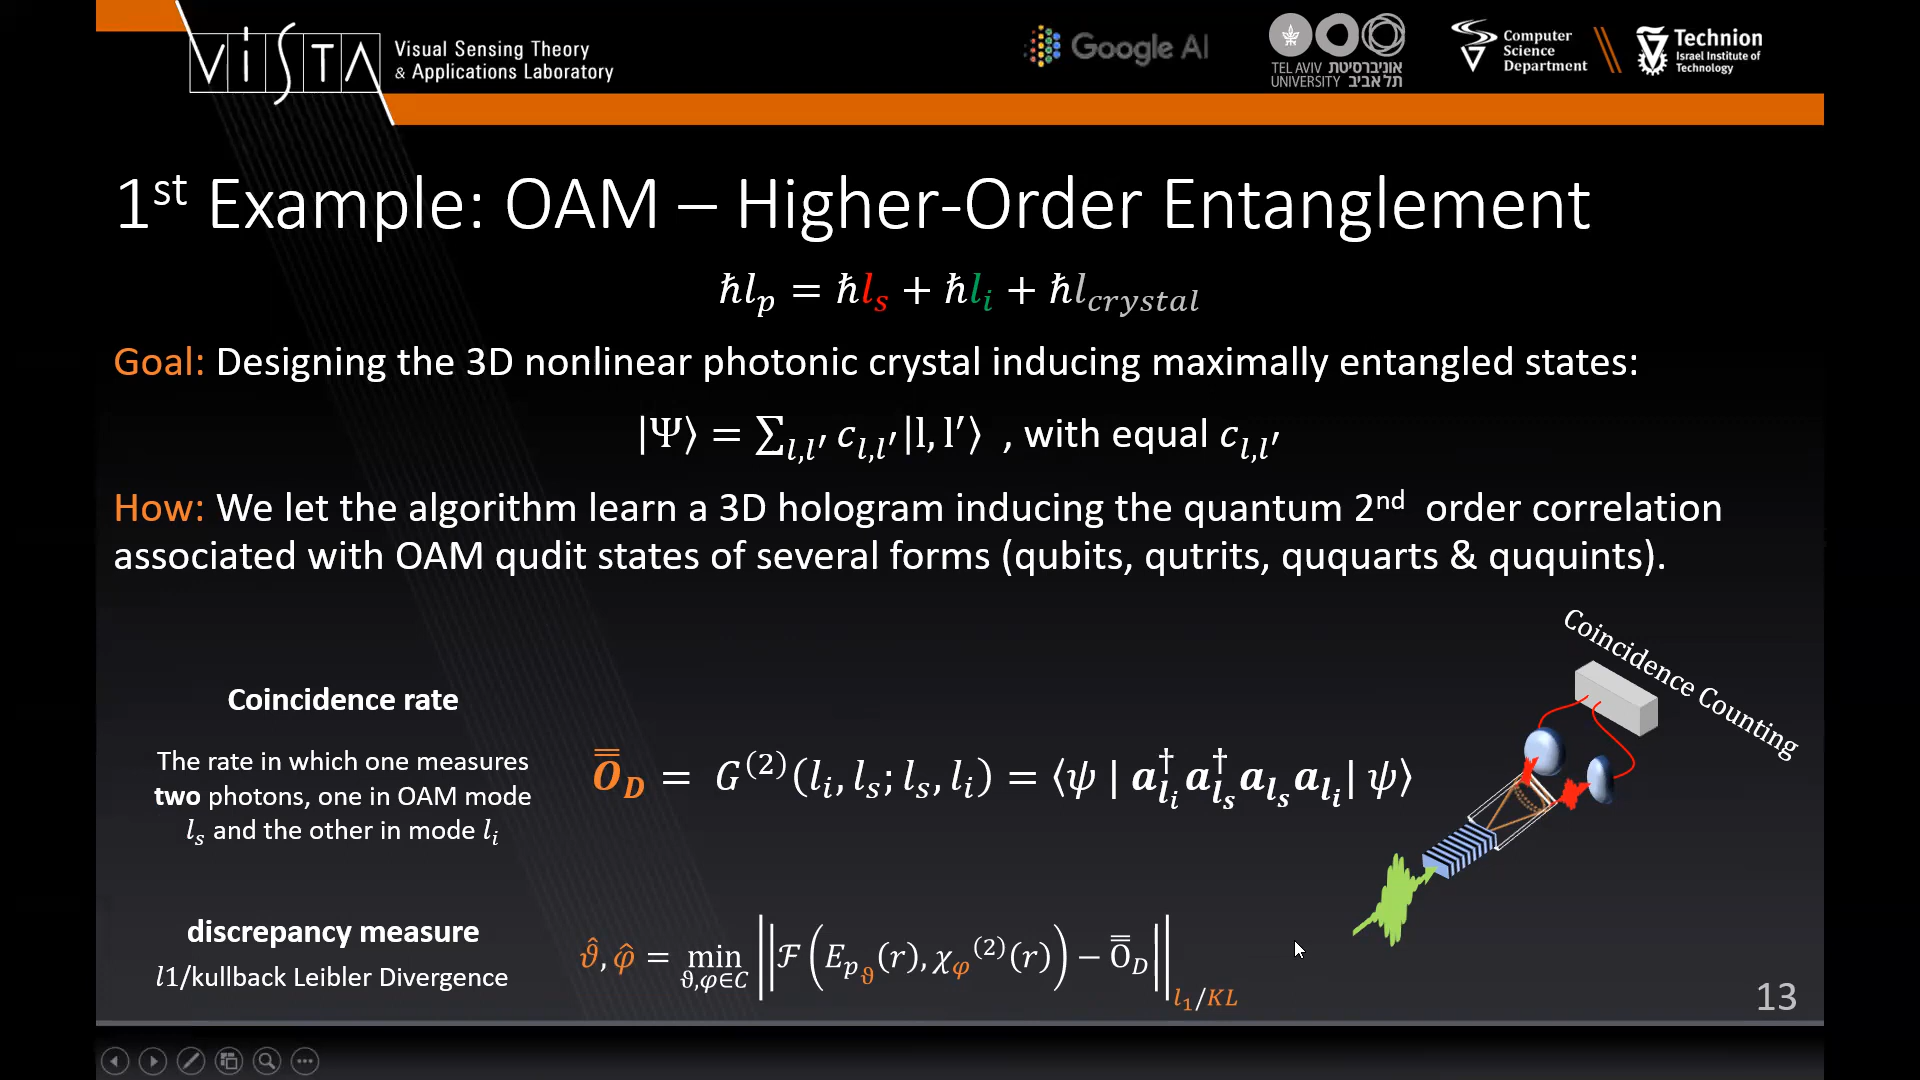 ViSTA
Visual Sensing Theory
& Applications Laboratory
Google AI
TEL AVIV אוניברסיטת
UNIVERSITY תל אביב
Computer
Science
Department
Technion
Israel Institute of
Technology
1st Example: OAM – Higher-Order Entanglement
ℏl_p = ℏl_s + ℏl_i + ℏl_crystal
Goal: Designing the 3D nonlinear photonic crystal inducing maximally entangled states:
|Ψ⟩ = ∑_{l,l′} c_{l,l′}|l,l′⟩ , with equal c_{l,l′}
How: We let the algorithm learn a 3D hologram inducing the quantum 2nd order correlation
associated with OAM qudit states of several forms (qubits, qutrits, ququarts & ququints).
Coincidence Counting
Coincidence rate
The rate in which one measures
two photons, one in OAM mode
l_s and the other in mode l_i
O̿_D = G^(2)(l_i, l_s; l_s, l_i) = ⟨ψ | a†_{l_i} a†_{l_s} a_{l_s} a_{l_i} | ψ⟩
discrepancy measure
l1/kullback Leibler Divergence
ϑ̂, φ̂ = min_{ϑ,φ∈C} ||ℱ(E_{p_ϑ}(r), χ_φ^(2)(r)) − O̿_D||_{l_1/KL}
13